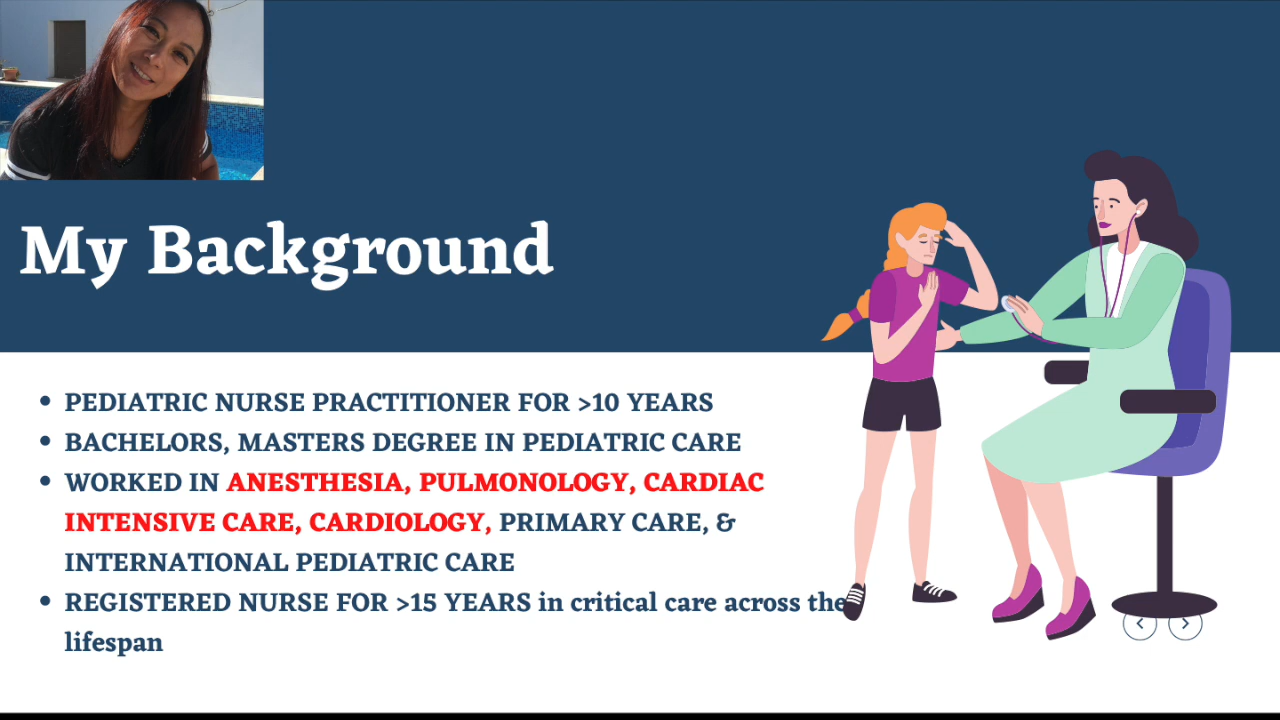 My Background
• PEDIATRIC NURSE PRACTITIONER FOR >10 YEARS
• BACHELORS, MASTERS DEGREE IN PEDIATRIC CARE
• WORKED IN ANESTHESIA, PULMONOLOGY, CARDIAC
INTENSIVE CARE, CARDIOLOGY, PRIMARY CARE, &
INTERNATIONAL PEDIATRIC CARE
• REGISTERED NURSE FOR >15 YEARS in critical care across the
lifespan